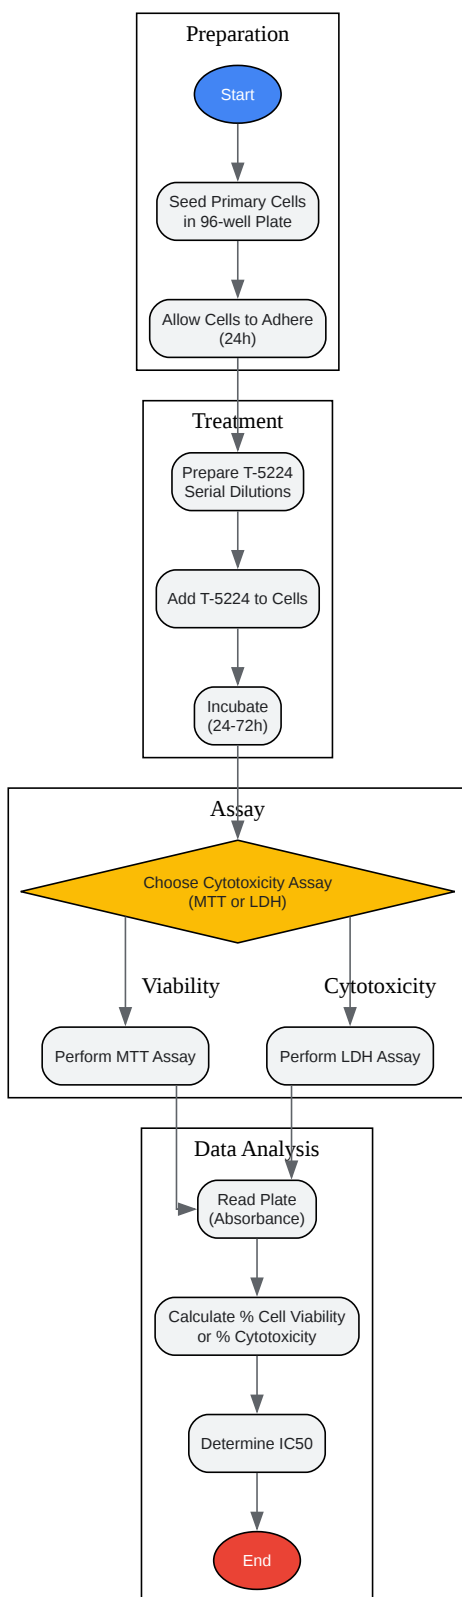 Preparation
Start
Seed Primary Cells
in 96-well Plate
Allow Cells to Adhere
(24h)
Treatment
Prepare T-5224
Serial Dilutions
Add T-5224 to Cells
Incubate
(24-72h)
Assay
Choose Cytotoxicity Assay
(MTT or LDH)
Viability
Cytotoxicity
Perform MTT Assay
Perform LDH Assay
Data Analysis
Read Plate
(Absorbance)
Calculate % Cell Viability
or % Cytotoxicity
Determine IC50
End